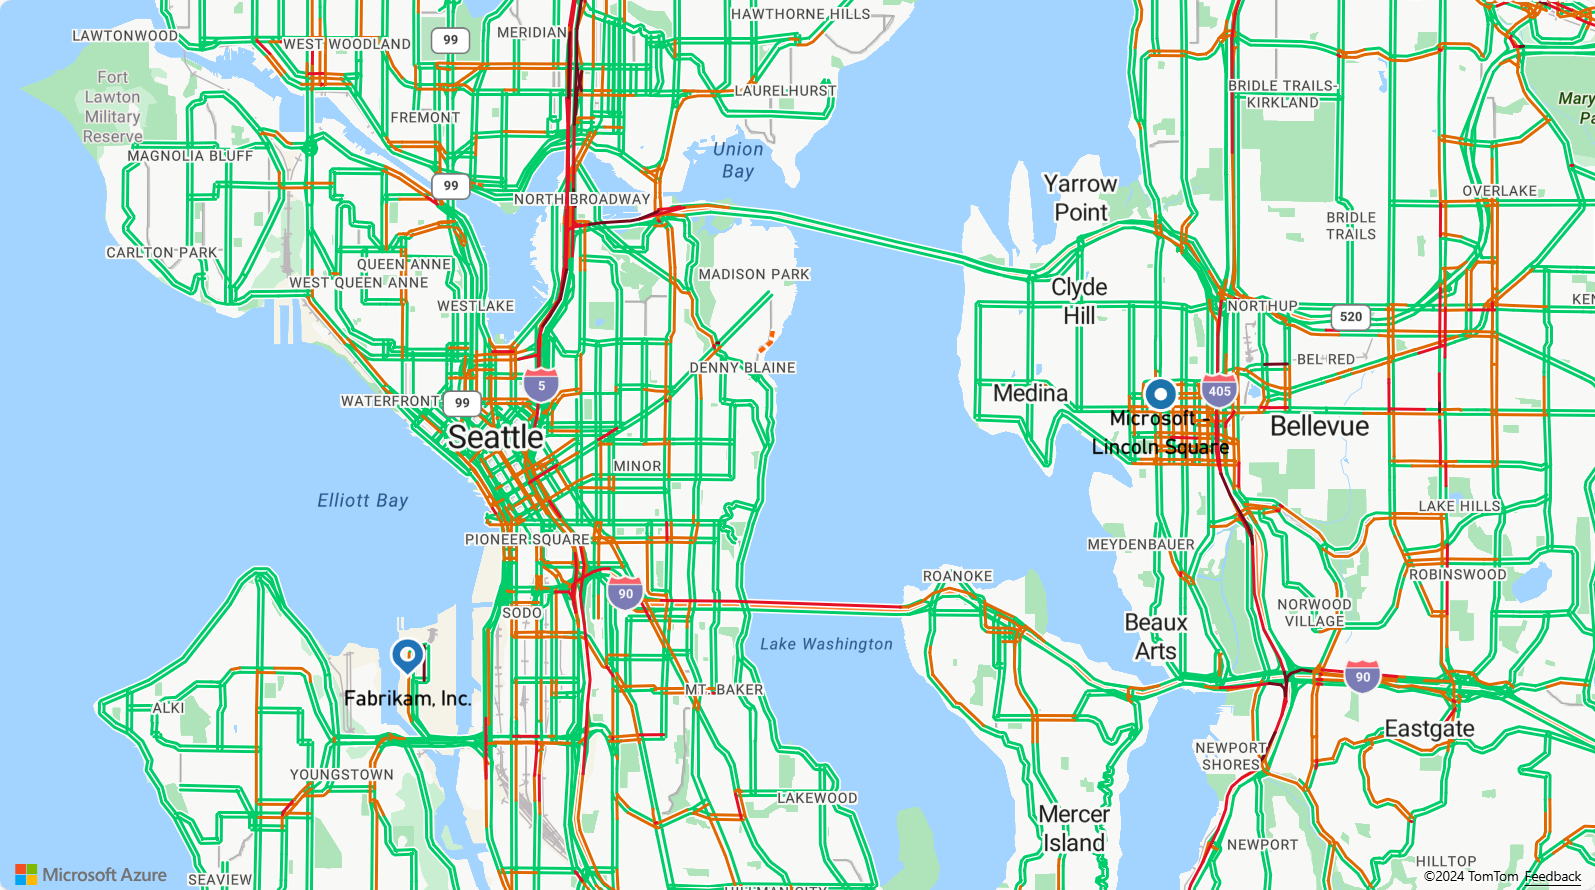 HAWTHORNE HILLS
LAWTONWOOD
WEST WOODLAND
99
MERIDIAN
Fort
Lawton
Military
Reserve
LAURELHURST
BRIDLE TRAILS-
KIRKLAND
Mary
Pa
FREMONT
MAGNOLIA BLUFF
Union
Bay
99
NORTH BROADWAY
Yarrow
Point
OVERLAKE
BRIDLE
TRAILS
CARLTON PARK
QUEEN ANNE
WEST QUEEN ANNE
MADISON PARK
Clyde
Hill
WESTLAKE
NORTHUP
KEN
520
BEL RED
DENNY BLAINE
5
405
WATERFRONT
99
Medina
Microsoft -
Lincoln Square
Bellevue
Seattle
MINOR
Elliott Bay
LAKE HILLS
PIONEER SQUARE
MEYDENBAUER
ROANOKE
ROBINSWOOD
90
SODO
NORWOOD
VILLAGE
Lake Washington
Beaux
Arts
Fabrikam, Inc.
MT. BAKER
90
ALKI
Eastgate
NEWPORT
SHORES
YOUNGSTOWN
LAKEWOOD
Mercer
Island
NEWPORT
HILLTOP
Microsoft Azure
SEAVIEW
HILLMAN CITY
©2024 TomTom Feedback